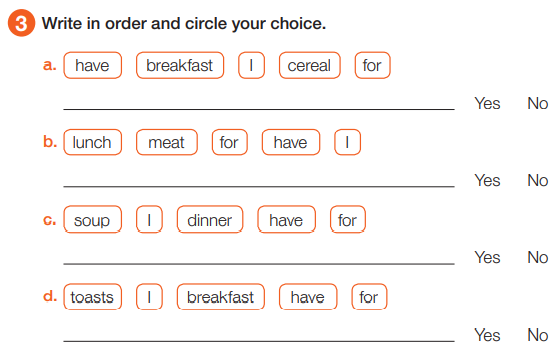 3 Write in order and circle your choice.
a. have breakfast I cereal for
Yes No
b. lunch meat for have I
Yes No
c. soup I dinner have for
Yes No
d. toasts I breakfast have for
Yes No